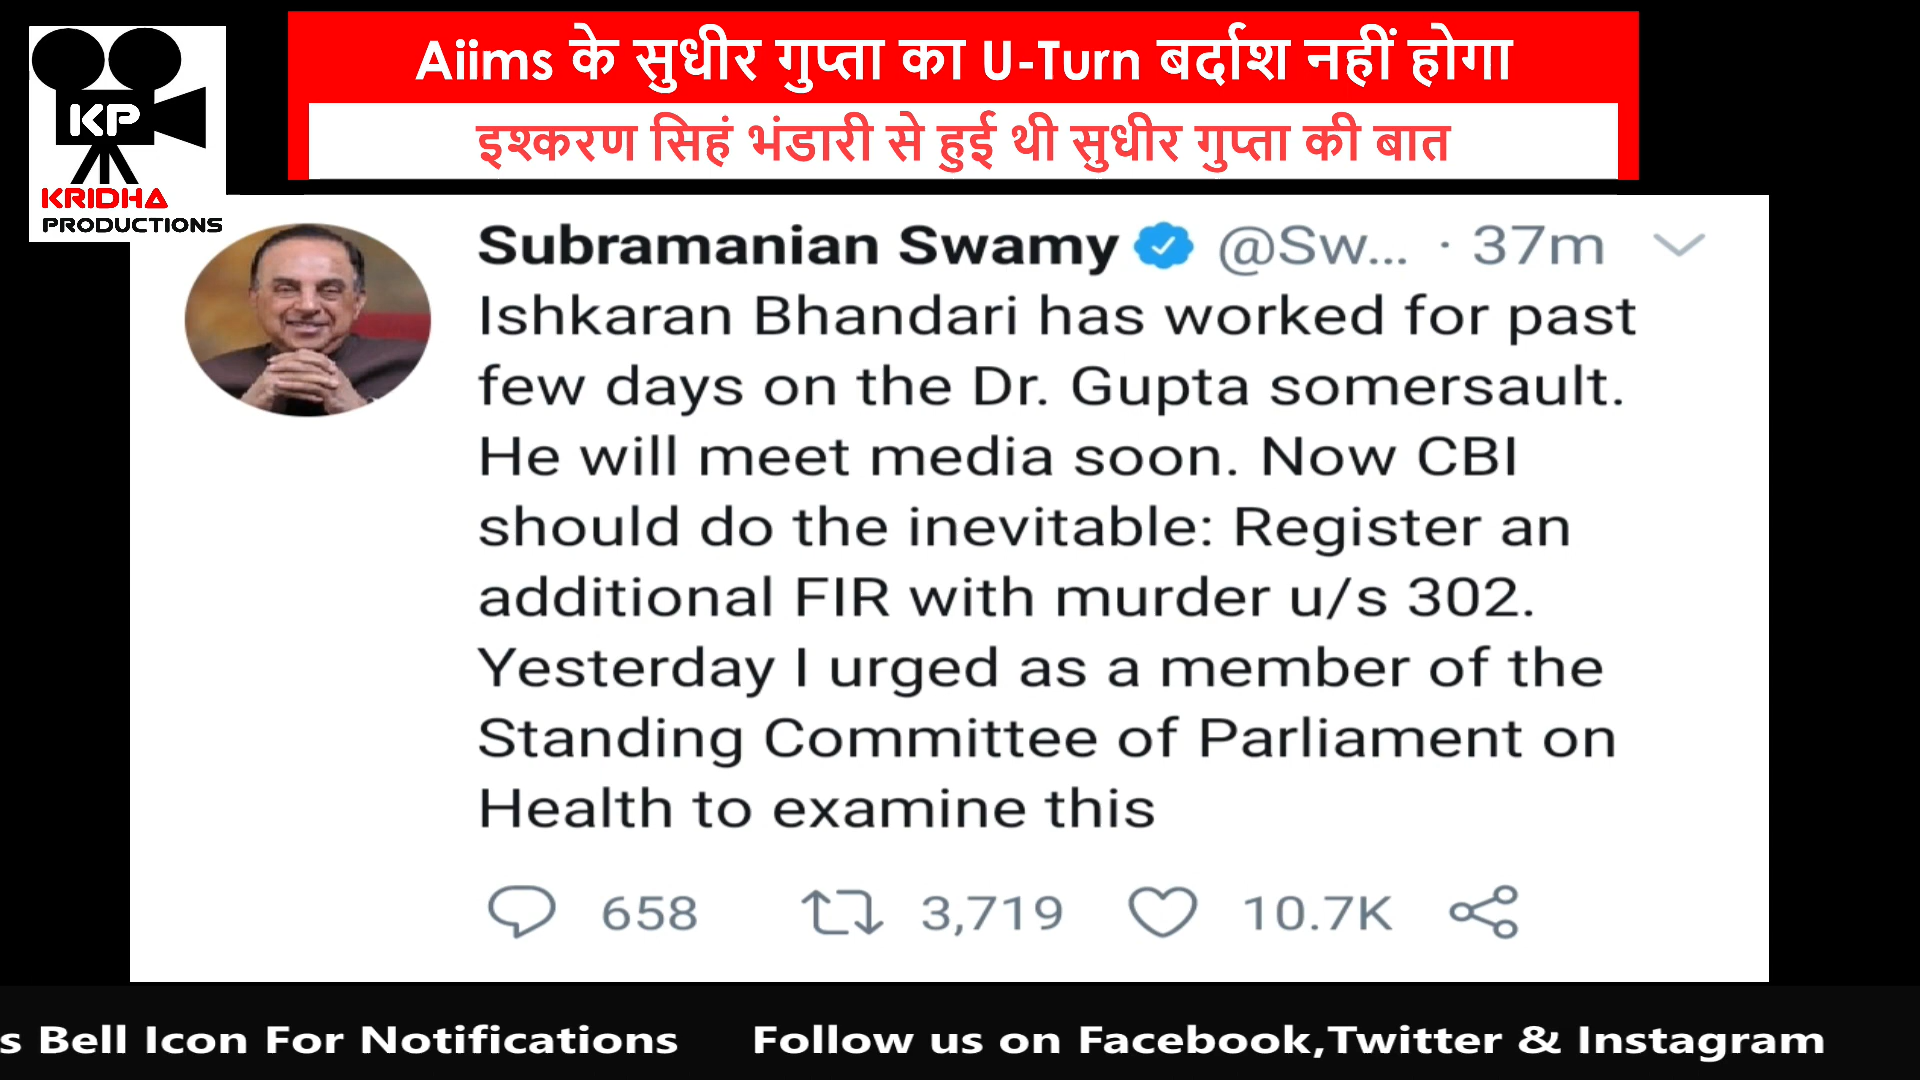 Aiims के सुधीर गुप्ता का U-Turn बर्दाश नहीं होगा
इश्करण सिहं भंडारी से हुई थी सुधीर गुप्ता की बात
KP
KRIDHA
PRODUCTIONS
Subramanian Swamy @Sw... · 37m
Ishkaran Bhandari has worked for past
few days on the Dr. Gupta somersault.
He will meet media soon. Now CBI
should do the inevitable: Register an
additional FIR with murder u/s 302.
Yesterday I urged as a member of the
Standing Committee of Parliament on
Health to examine this
658 3,719 10.7K
s Bell Icon For Notifications Follow us on Facebook,Twitter & Instagram